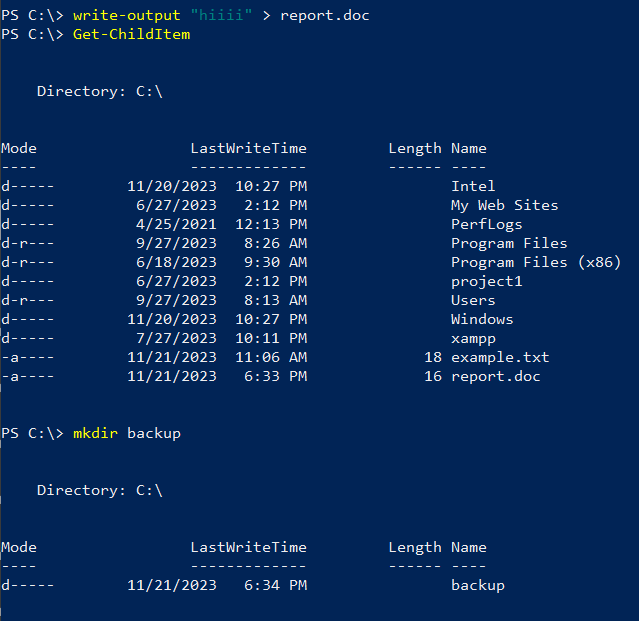 PS C:\> write-output "hiiii" > report.doc
PS C:\> Get-ChildItem
Directory: C:\
Mode LastWriteTime Length Name
---- ------------- ------ ----
d----- 11/20/2023 10:27 PM Intel
d----- 6/27/2023 2:12 PM My Web Sites
d----- 4/25/2021 12:13 PM PerfLogs
d-r--- 9/27/2023 8:26 AM Program Files
d-r--- 6/18/2023 9:30 AM Program Files (x86)
d----- 6/27/2023 2:12 PM project1
d-r--- 9/27/2023 8:13 AM Users
d----- 11/20/2023 10:27 PM Windows
d----- 7/27/2023 10:11 PM xampp
-a---- 11/21/2023 11:06 AM 18 example.txt
-a---- 11/21/2023 6:33 PM 16 report.doc
PS C:\> mkdir backup
Directory: C:\
Mode LastWriteTime Length Name
---- ------------- ------ ----
d----- 11/21/2023 6:34 PM backup